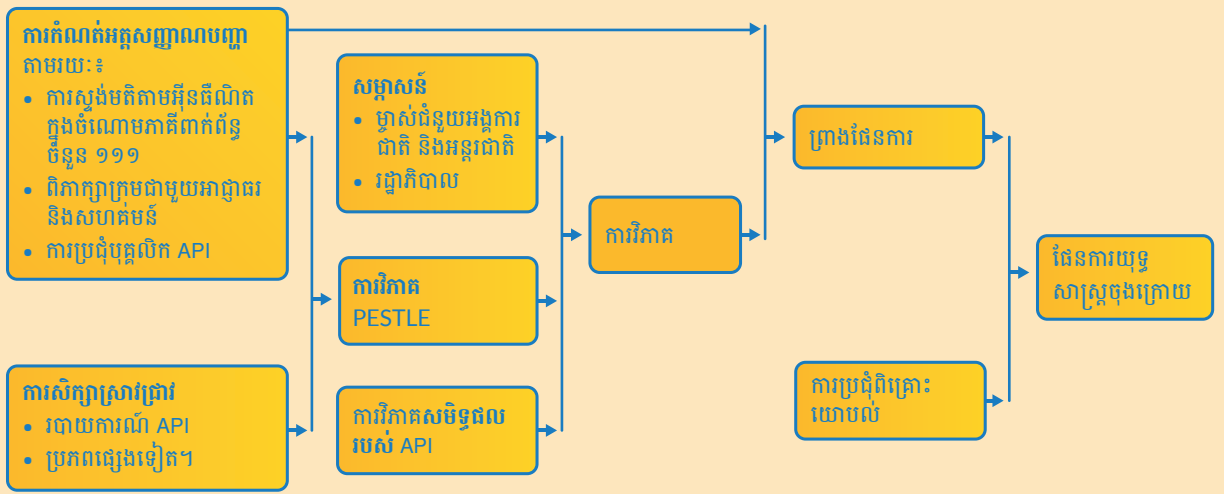 ការកំណត់អត្តសញ្ញាណបញ្ហា
តាមរយៈ៖
• ការស្ទង់មតិតាមអ៊ីនធឺណិត
ក្នុងចំណោមភាគីពាក់ព័ន្ធ
ចំនួន ១១១
• ពិភាក្សាក្រុមជាមួយអាជ្ញាធរ
និងសហគមន៍
• ការប្រជុំបុគ្គលិក API
ការសិក្សាស្រាវជ្រាវ
• របាយការណ៍ API
• ប្រភពផ្សេងទៀត។
សម្ភាសន៍
• ម្ចាស់ជំនួយអង្គការ
ជាតិ និងអន្តរជាតិ
• រដ្ឋាភិបាល
ការវិភាគ
PESTLE
ការវិភាគសមិទ្ធផល
របស់ API
ការវិភាគ
ព្រាងផែនការ
ការប្រជុំពិគ្រោះ
យោបល់
ផែនការយុទ្ធ
សាស្ត្រចុងក្រោយ